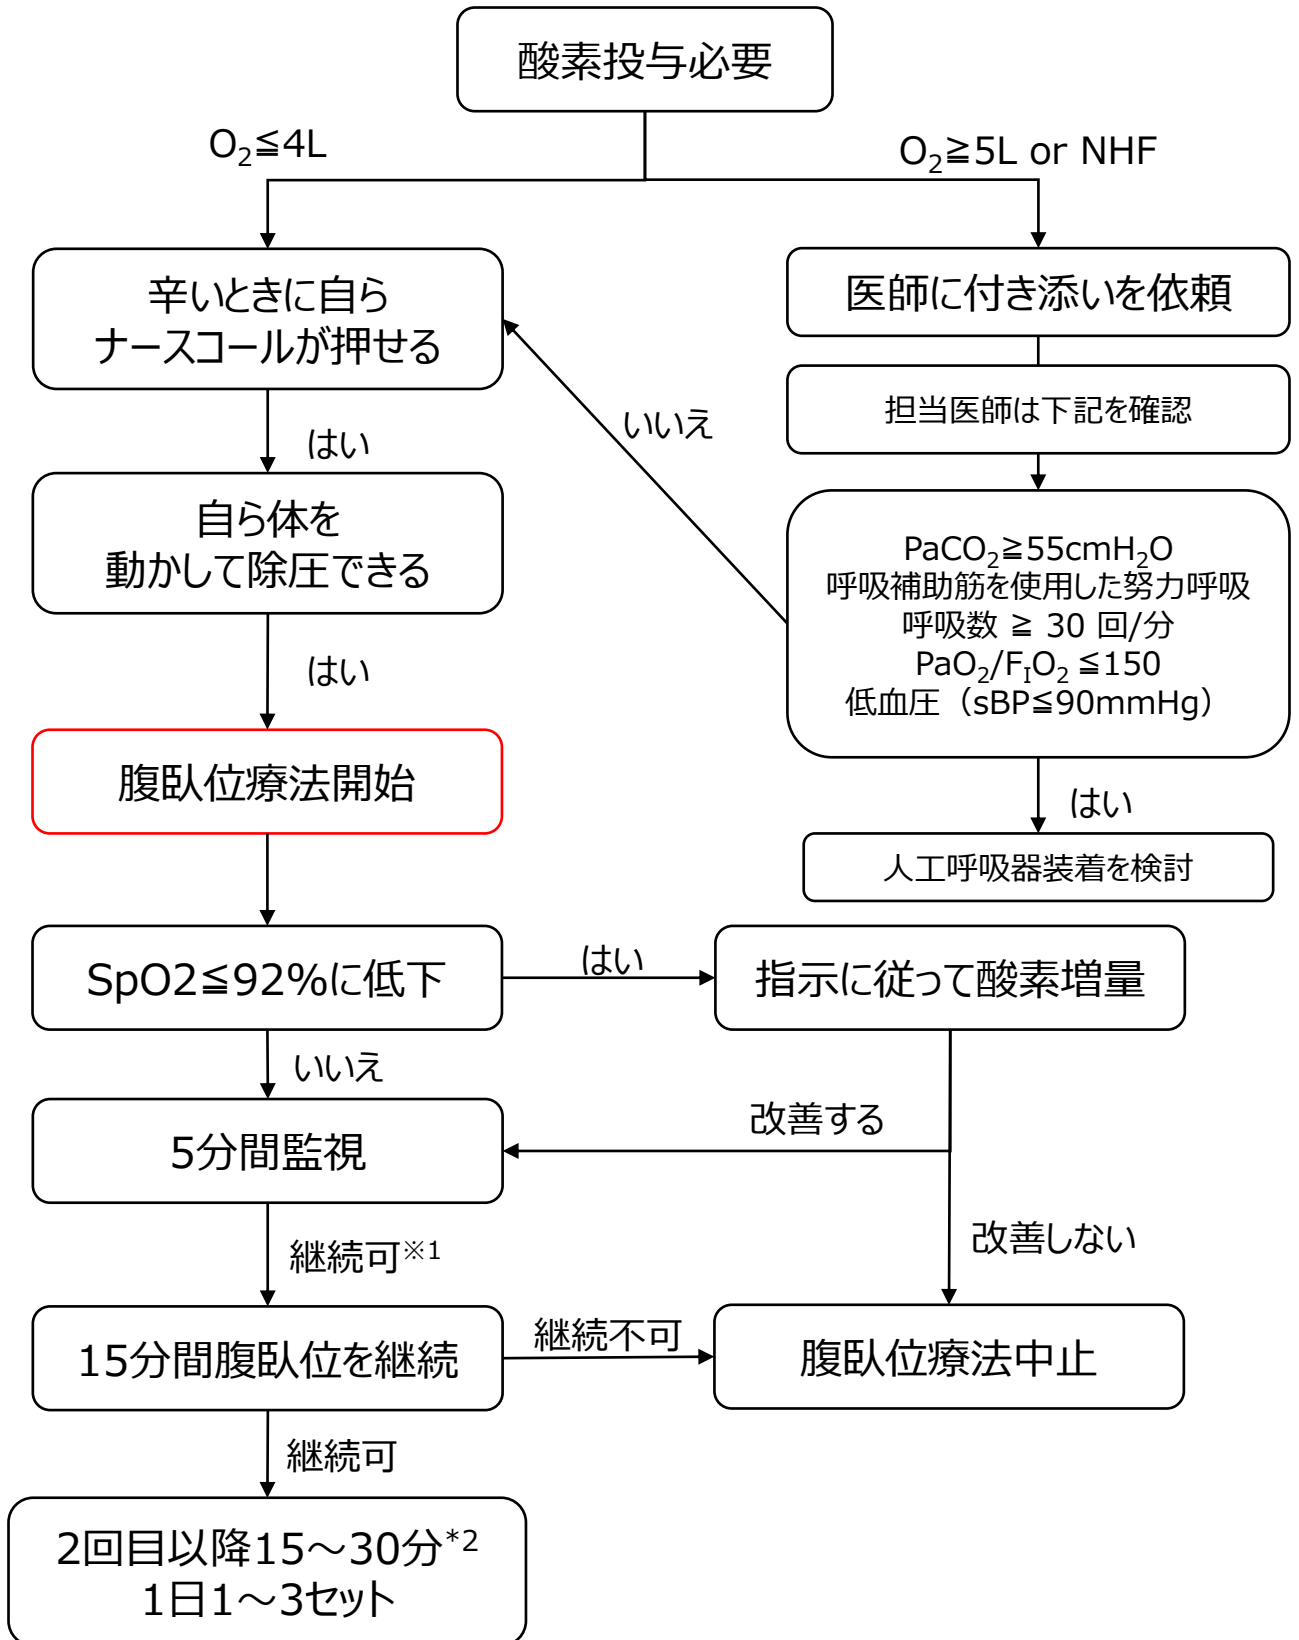 酸素投与必要
O₂≦4L
O₂≧5L or NHF
辛いときに自ら
ナースコールが押せる
医師に付き添いを依頼
担当医師は下記を確認
いいえ
はい
自ら体を
動かして除圧できる
PaCO₂≧55cmH₂O
呼吸補助筋を使用した努力呼吸
呼吸数 ≧ 30 回/分
PaO₂/FIO₂ ≦150
低血圧（sBP≦90mmHg）
はい
腹臥位療法開始
はい
人工呼吸器装着を検討
SpO2≦92%に低下
はい
指示に従って酸素増量
いいえ
5分間監視
改善する
継続可※1
改善しない
15分間腹臥位を継続
継続不可
腹臥位療法中止
継続可
2回目以降15～30分*2
1日1～3セット